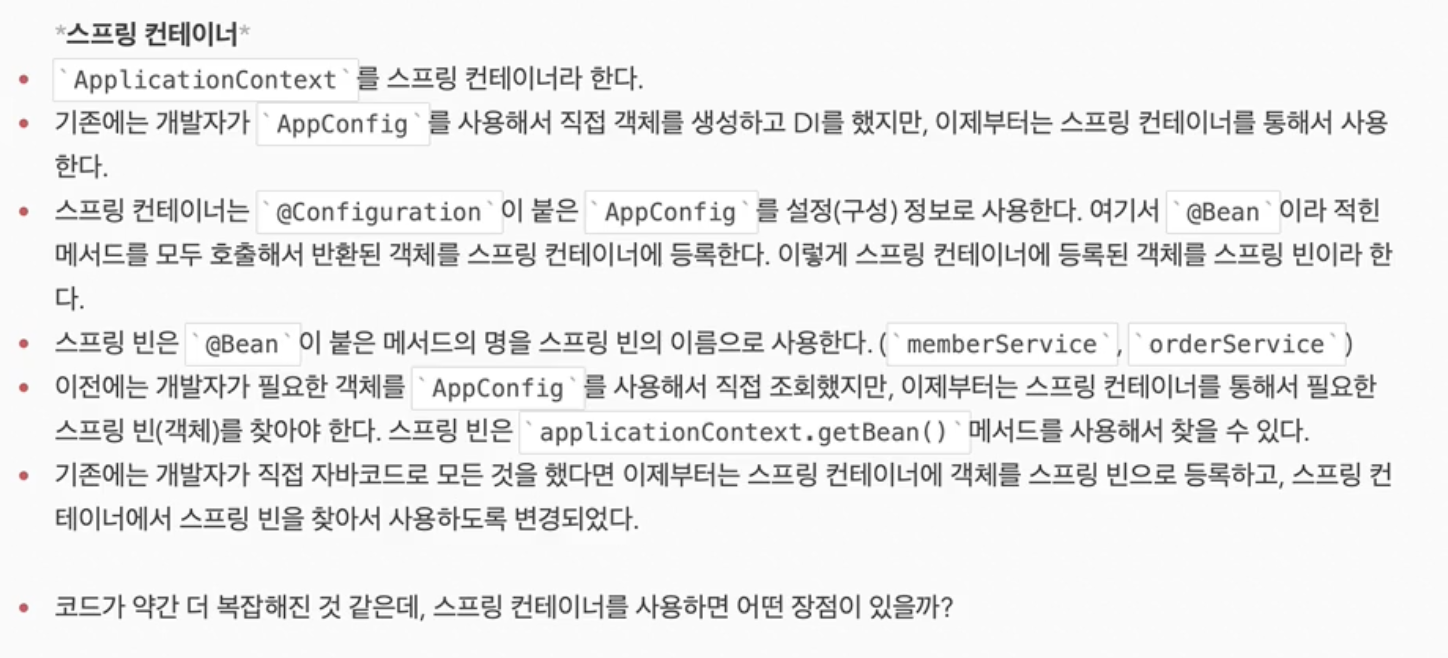 *스프링 컨테이너*
• `ApplicationContext`를 스프링 컨테이너라 한다.
• 기존에는 개발자가 `AppConfig`를 사용해서 직접 객체를 생성하고 DI를 했지만, 이제부터는 스프링 컨테이너를 통해서 사용
한다.
• 스프링 컨테이너는 `@Configuration`이 붙은 `AppConfig`를 설정(구성) 정보로 사용한다. 여기서 `@Bean`이라 적힌
메서드를 모두 호출해서 반환된 객체를 스프링 컨테이너에 등록한다. 이렇게 스프링 컨테이너에 등록된 객체를 스프링 빈이라 한
다.
• 스프링 빈은 `@Bean`이 붙은 메서드의 명을 스프링 빈의 이름으로 사용한다. (`memberService`, `orderService`)
• 이전에는 개발자가 필요한 객체를 `AppConfig`를 사용해서 직접 조회했지만, 이제부터는 스프링 컨테이너를 통해서 필요한
스프링 빈(객체)를 찾아야 한다. 스프링 빈은 `applicationContext.getBean()`메서드를 사용해서 찾을 수 있다.
• 기존에는 개발자가 직접 자바코드로 모든 것을 했다면 이제부터는 스프링 컨테이너에 객체를 스프링 빈으로 등록하고, 스프링 컨
테이너에서 스프링 빈을 찾아서 사용하도록 변경되었다.
• 코드가 약간 더 복잡해진 것 같은데, 스프링 컨테이너를 사용하면 어떤 장점이 있을까?